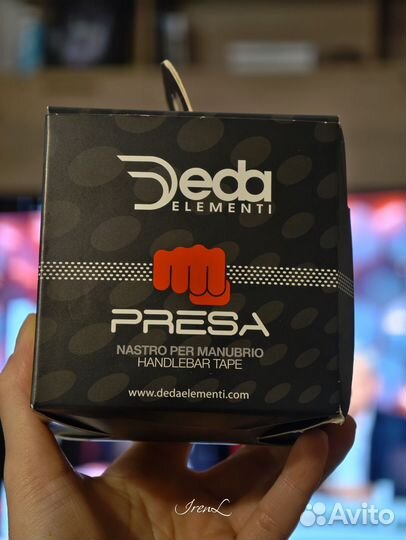 Deda
ELEMENTI
PRESA
NASTRO PER MANUBRIO
HANDLEBAR TAPE
www.dedaelementi.com
IrenL
Avito